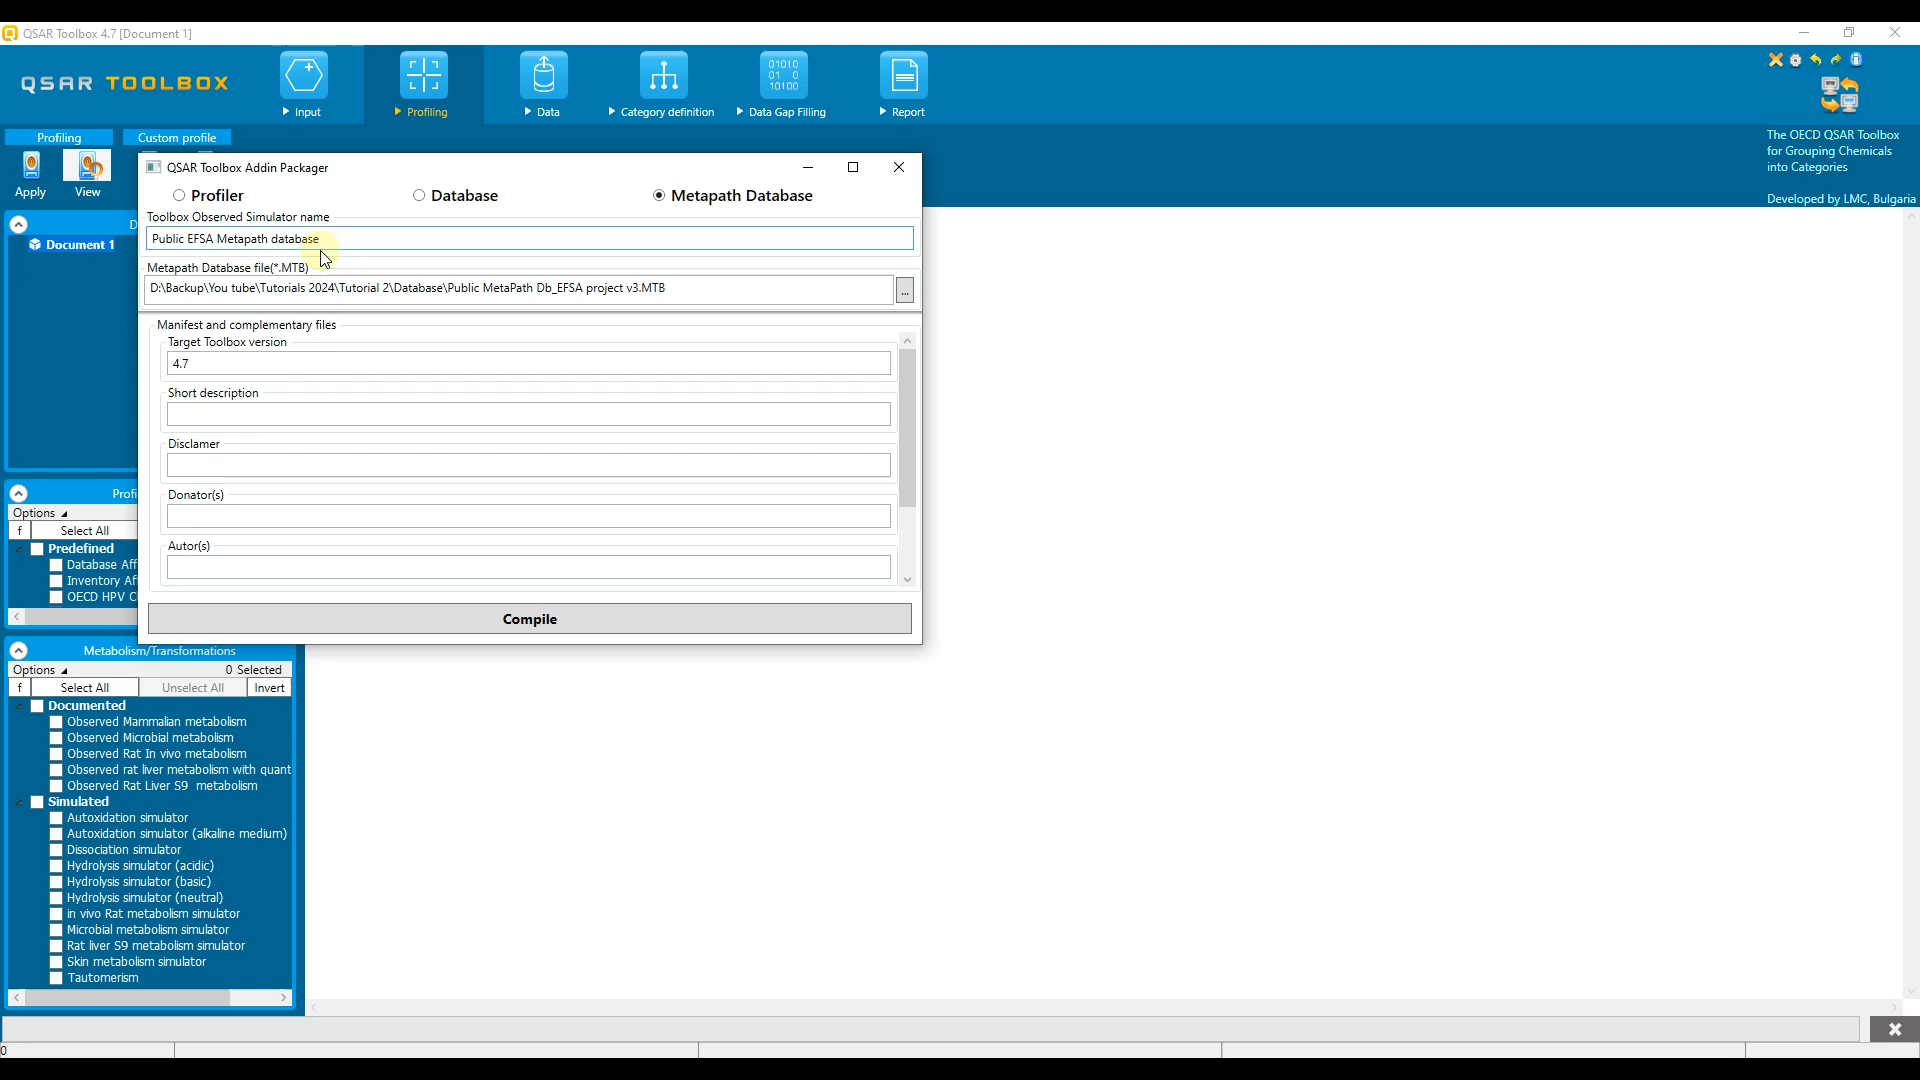 QSAR Toolbox 4.7 [Document 1]
QSAR TOOLBOX
Input
Profiling
Data
Category definition
01010
01 0
10100
Data Gap Filling
Report
The OECD QSAR Toolbox
for Grouping Chemicals
into Categories
Developed by LMC, Bulgaria
Profiling
Custom profile
Apply
View
Document 1
QSAR Toolbox Addin Packager
Profiler
Database
Metapath Database
Toolbox Observed Simulator name
Public EFSA Metapath database
Metapath Database file(*.MTB)
D:\Backup\You tube\Tutorials 2024\Tutorial 2\Database\Public MetaPath Db_EFSA project v3.MTB
...
Manifest and complementary files
Target Toolbox version
4.7
Short description
Disclamer
Donator(s)
Autor(s)
Compile
Profi
Options
f Select All
Predefined
Database Aff
Inventory Af
OECD HPV C
Metabolism/Transformations
Options 0 Selected
f Select All Unselect All Invert
Documented
Observed Mammalian metabolism
Observed Microbial metabolism
Observed Rat In vivo metabolism
Observed rat liver metabolism with quant
Observed Rat Liver S9 metabolism
Simulated
Autoxidation simulator
Autoxidation simulator (alkaline medium)
Dissociation simulator
Hydrolysis simulator (acidic)
Hydrolysis simulator (basic)
Hydrolysis simulator (neutral)
in vivo Rat metabolism simulator
Microbial metabolism simulator
Rat liver S9 metabolism simulator
Skin metabolism simulator
Tautomerism
0